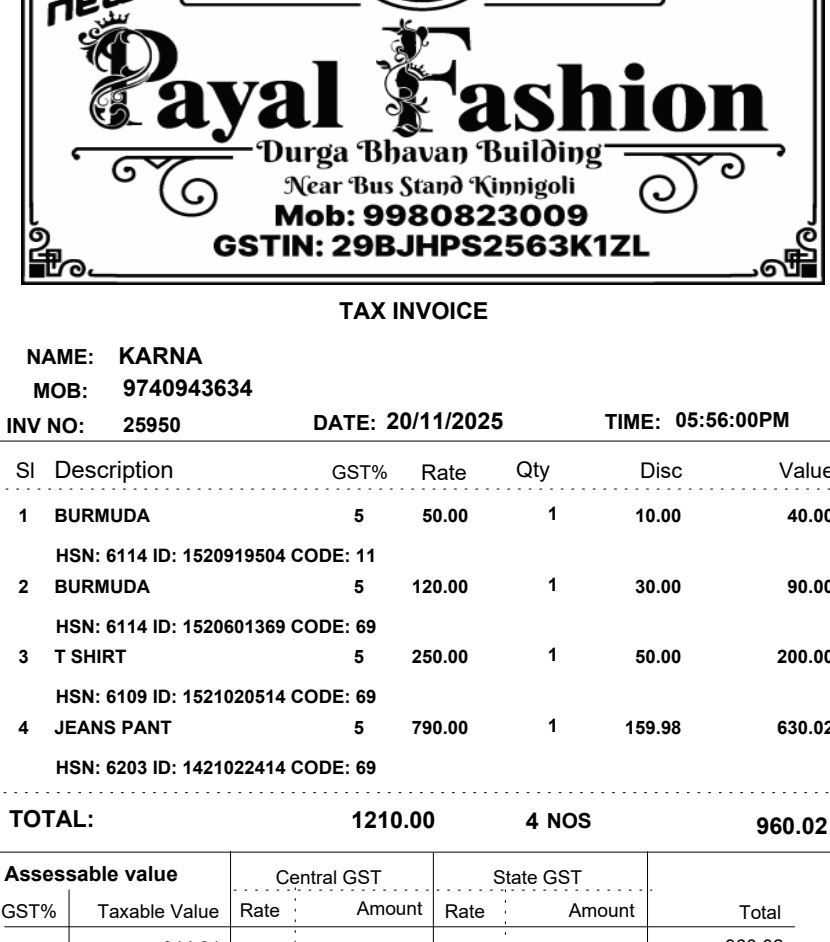 new
Payal Fashion
Durga Bhavan Building
Near Bus Stand Kinnigoli
Mob: 9980823009
GSTIN: 29BJHPS2563K1ZL
TAX INVOICE
NAME: KARNA
MOB: 9740943634
INV NO: 25950 DATE: 20/11/2025 TIME: 05:56:00PM
Sl Description GST% Rate Qty Disc Value
1 BURMUDA 5 50.00 1 10.00 40.00
HSN: 6114 ID: 1520919504 CODE: 11
2 BURMUDA 5 120.00 1 30.00 90.00
HSN: 6114 ID: 1520601369 CODE: 69
3 T SHIRT 5 250.00 1 50.00 200.00
HSN: 6109 ID: 1521020514 CODE: 69
4 JEANS PANT 5 790.00 1 159.98 630.02
HSN: 6203 ID: 1421022414 CODE: 69
TOTAL: 1210.00 4 NOS 960.02
Assessable value Central GST State GST
GST% Taxable Value Rate Amount Rate Amount Total